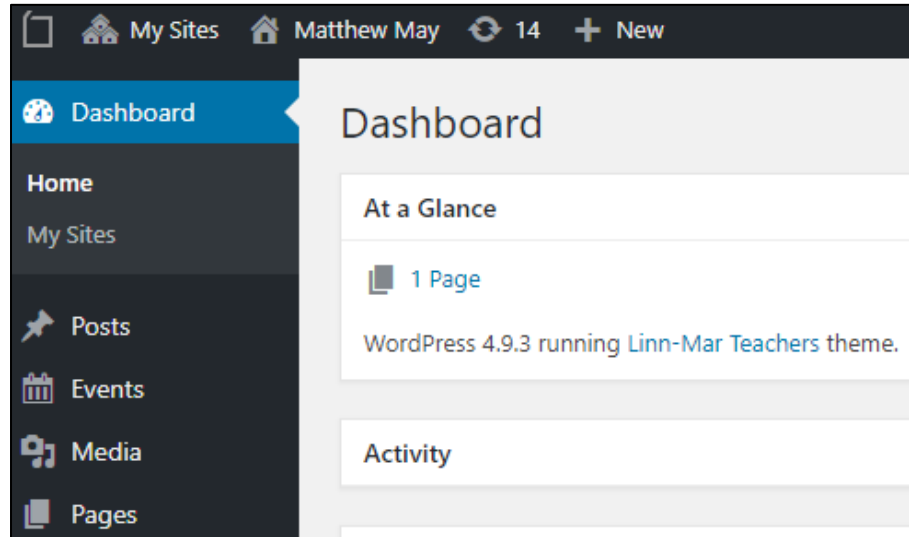 My Sites Matthew May 14 New
Dashboard
Home
My Sites
Posts
Events
Media
Pages
Dashboard
At a Glance
1 Page
WordPress 4.9.3 running Linn-Mar Teachers theme.
Activity